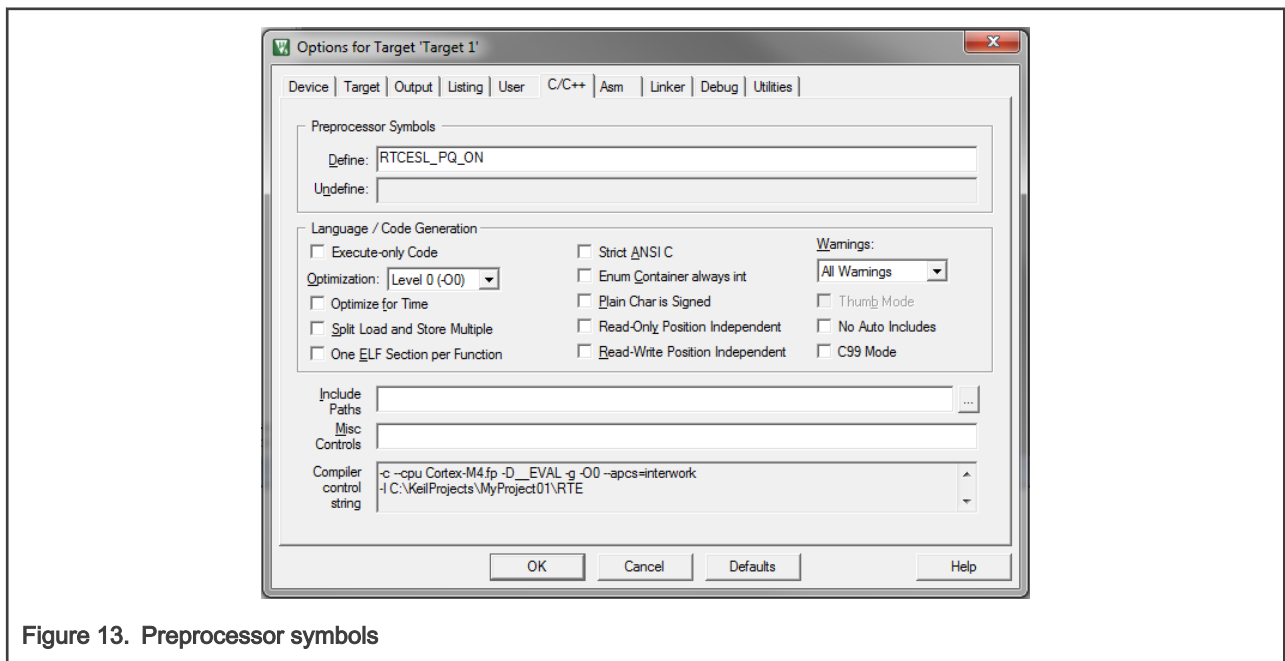 Options for Target 'Target 1'
Device Target Output Listing User C/C++ Asm Linker Debug Utilities
Preprocessor Symbols
Define: RTCESL_PQ_ON
Undefine:
Language / Code Generation
Execute-only Code
Strict ANSI C
Warnings:
Optimization: Level 0 (-O0)
Enum Container always int
All Warnings
Optimize for Time
Plain Char is Signed
Thumb Mode
Split Load and Store Multiple
Read-Only Position Independent
No Auto Includes
One ELF Section per Function
Read-Write Position Independent
C99 Mode
Include
Paths
...
Misc
Controls
Compiler
control
string
-c --cpu Cortex-M4.fp -D__EVAL -g -O0 --apcs=interwork
-I C:\KeilProjects\MyProject01\RTE
OK Cancel Defaults Help
Figure 13. Preprocessor symbols